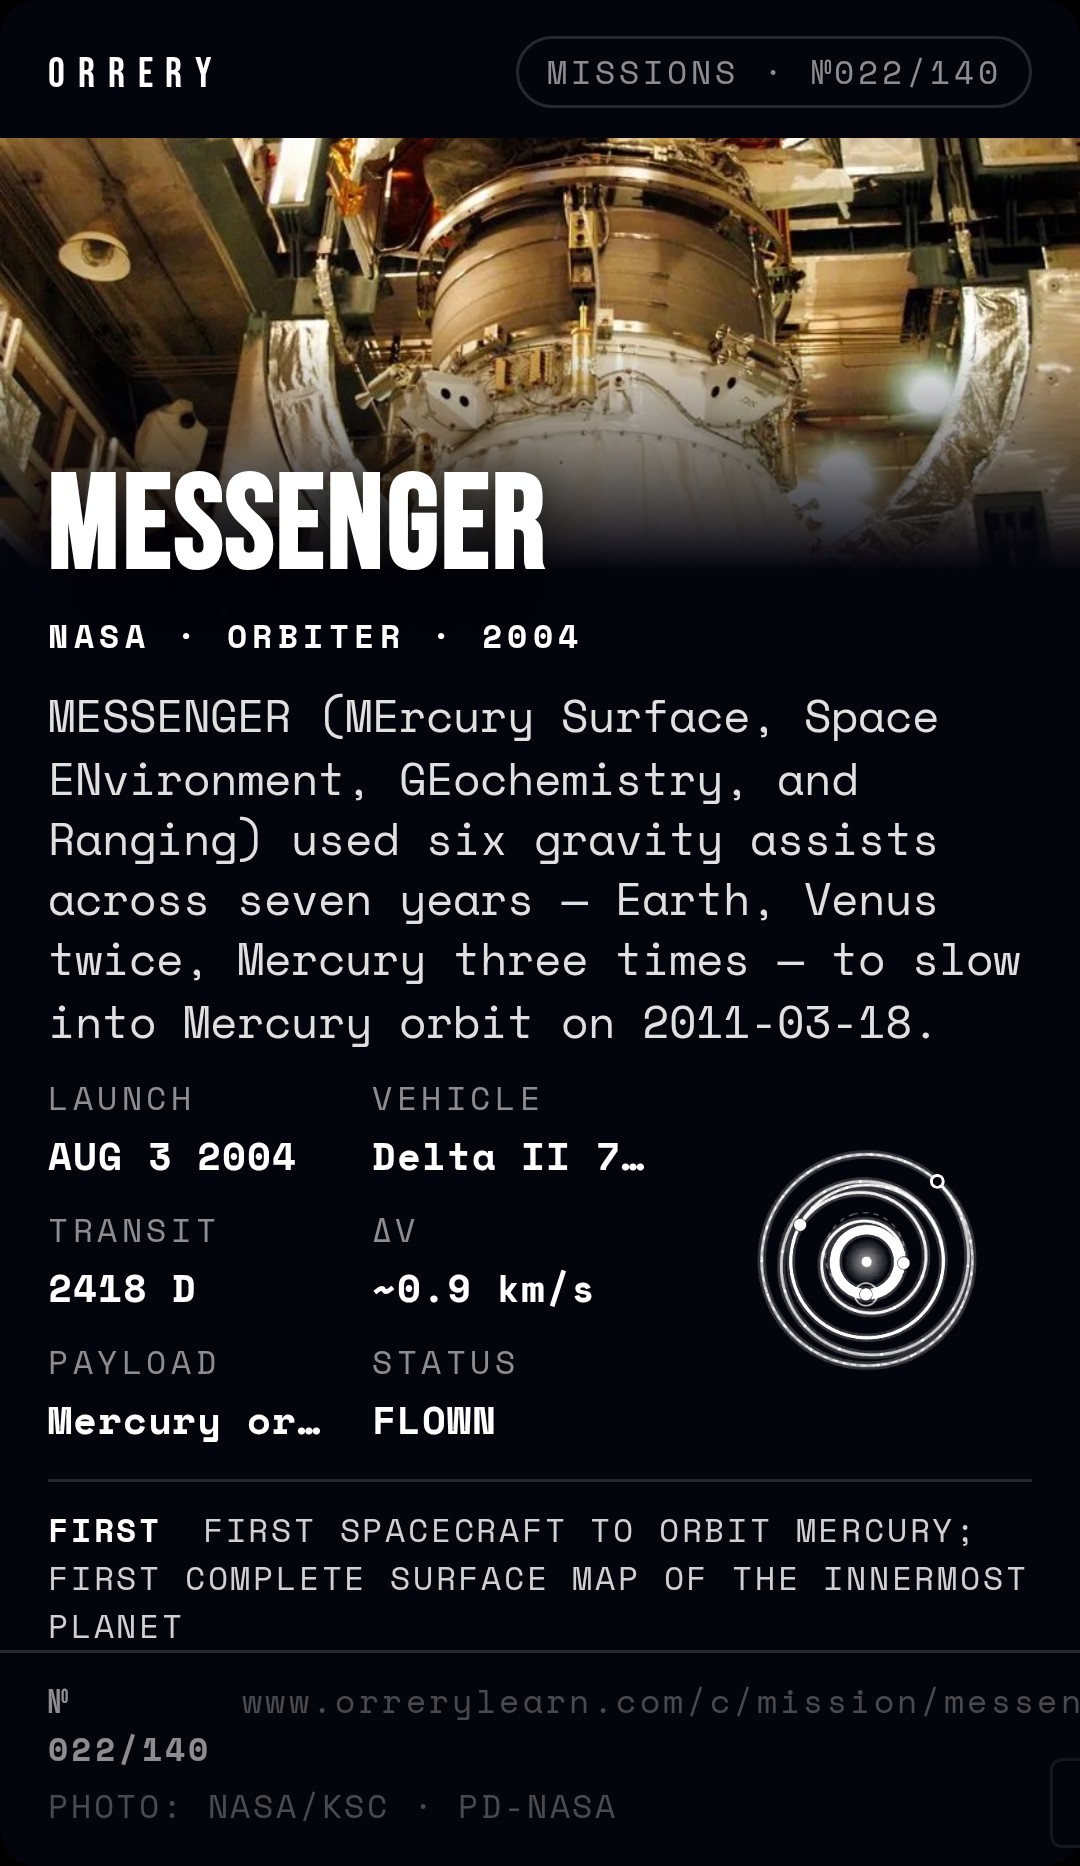 ORRERY
MISSIONS · №022/140
MESSENGER
NASA · ORBITER · 2004
MESSENGER (MErcury Surface, Space
ENvironment, GEochemistry, and
Ranging) used six gravity assists
across seven years — Earth, Venus
twice, Mercury three times — to slow
into Mercury orbit on 2011-03-18.
LAUNCH VEHICLE
AUG 3 2004 Delta II 7…
TRANSIT ΔV
2418 D ~0.9 km/s
PAYLOAD STATUS
Mercury or… FLOWN
FIRST FIRST SPACECRAFT TO ORBIT MERCURY;
FIRST COMPLETE SURFACE MAP OF THE INNERMOST
PLANET
№ www.orrerylearn.com/c/mission/messen
022/140
PHOTO: NASA/KSC · PD-NASA